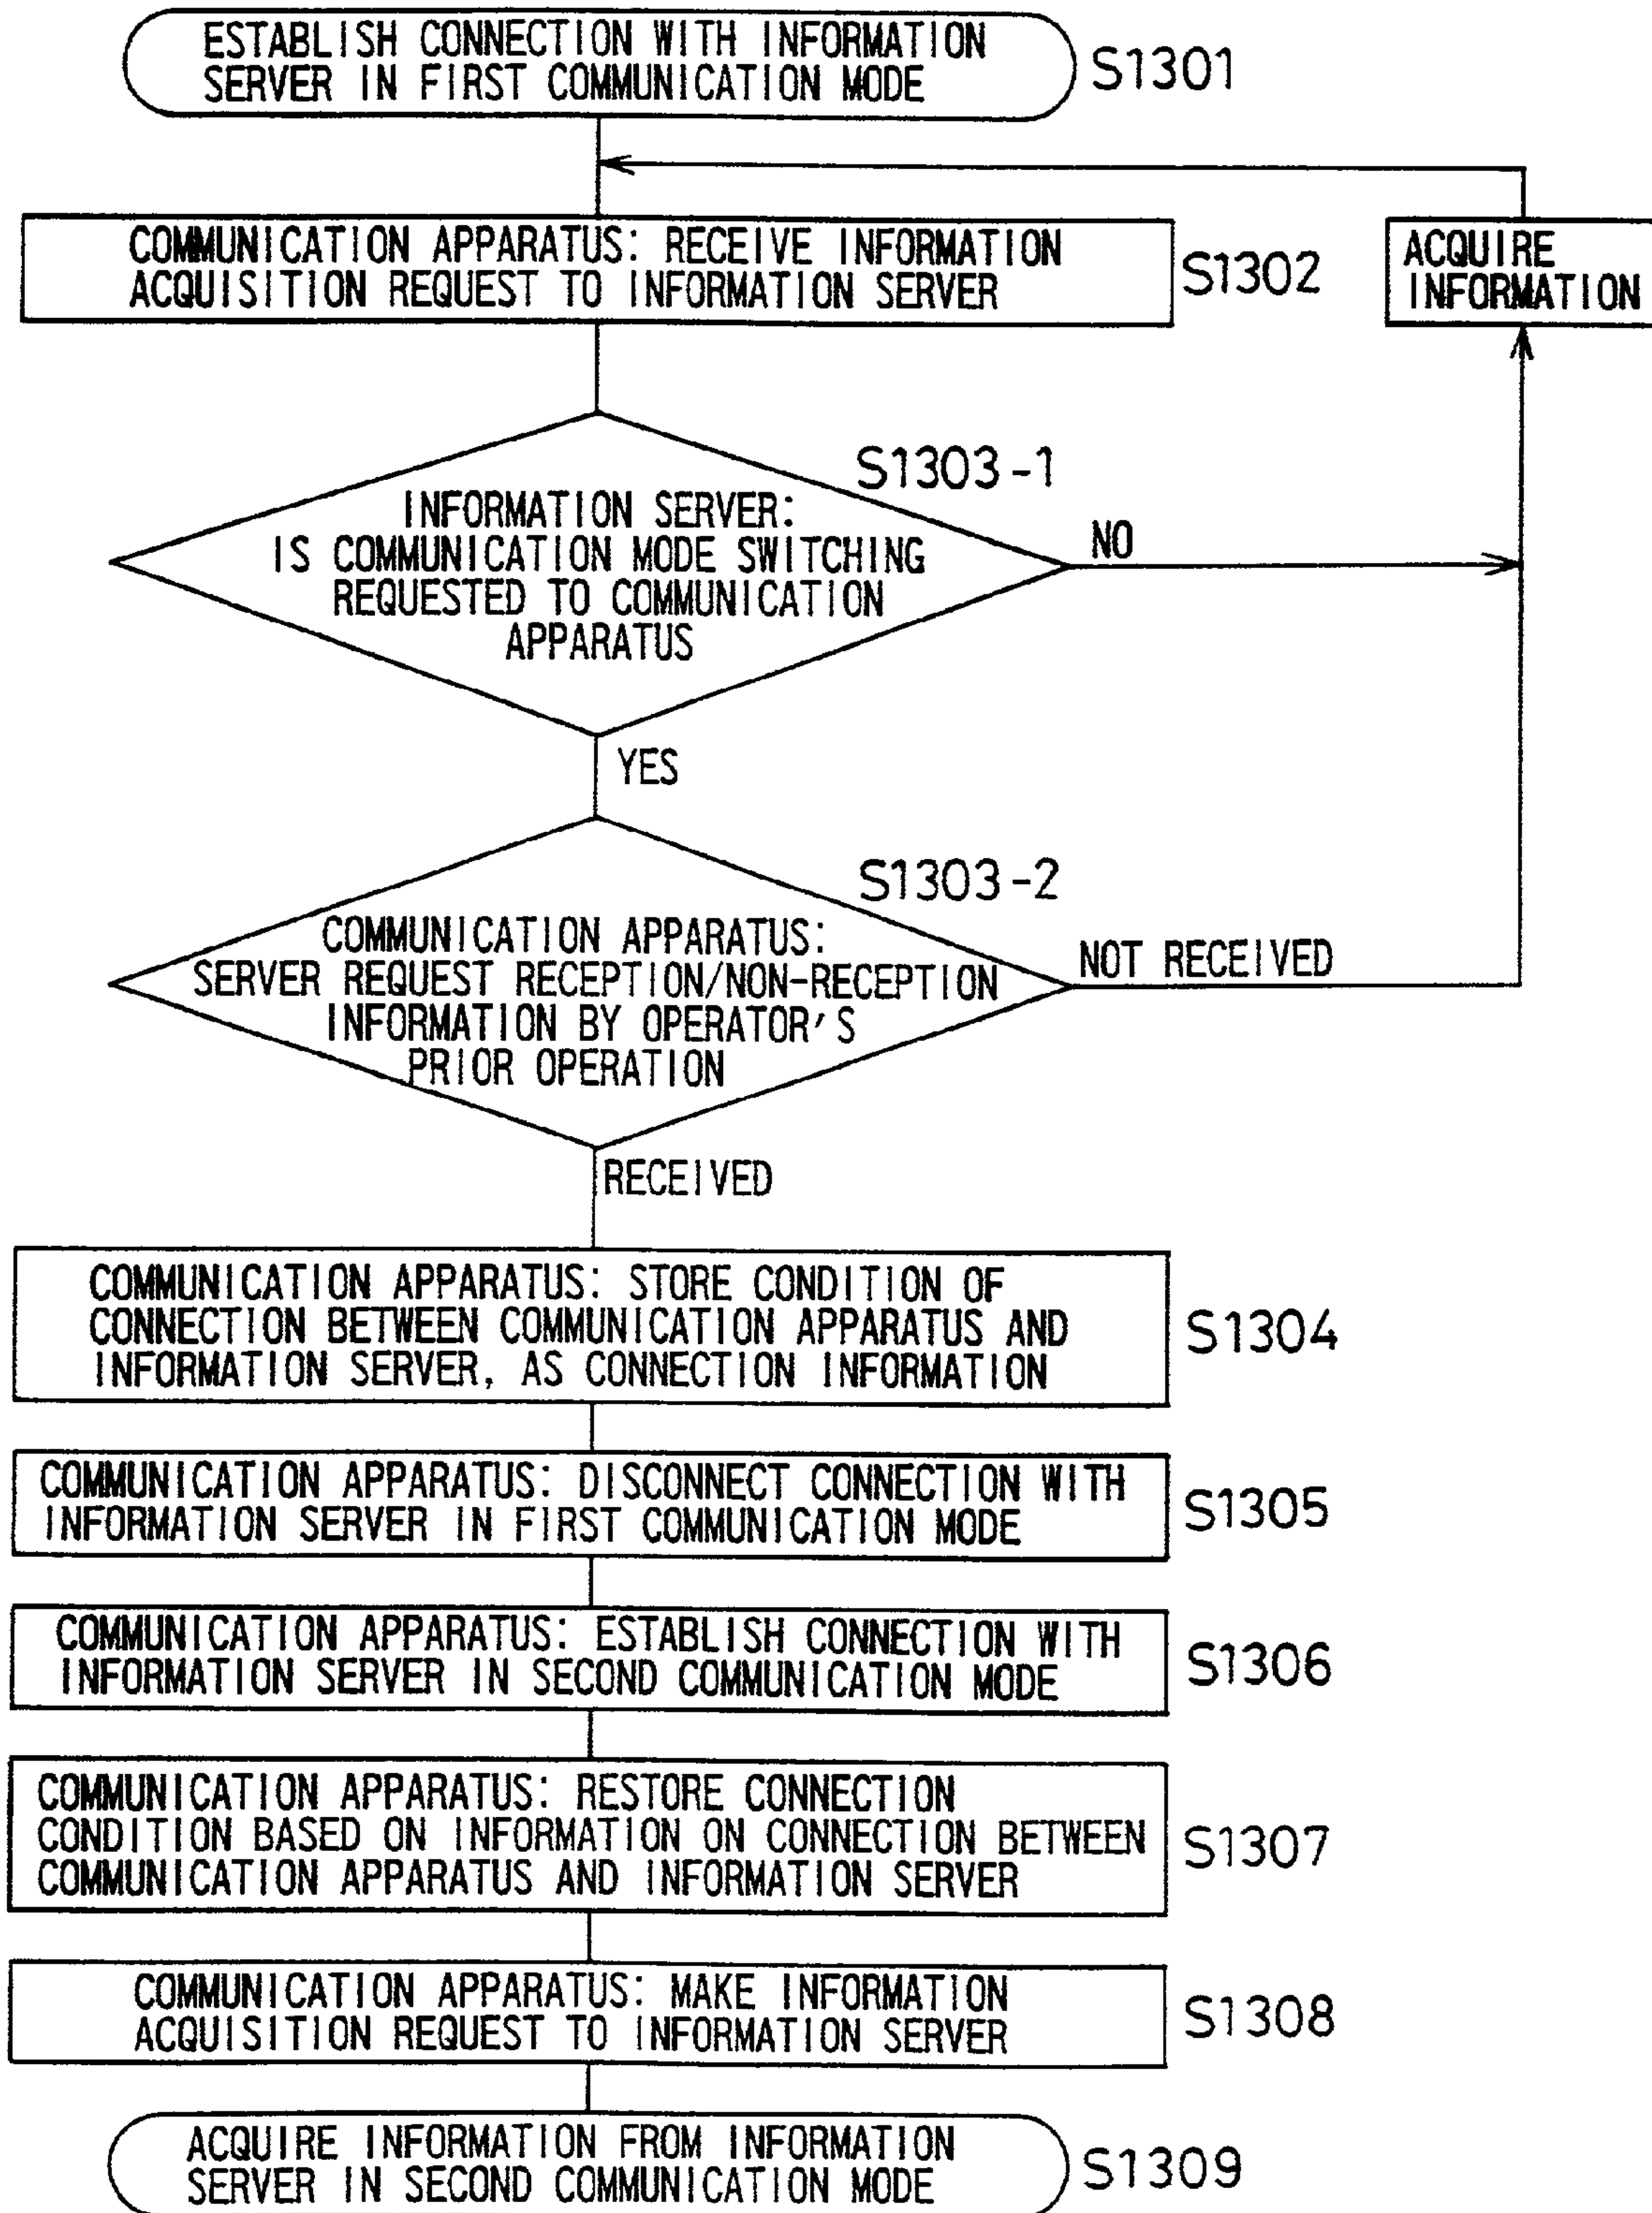 ESTABLISH CONNECTION WITH INFORMATION
SERVER IN FIRST COMMUNICATION MODE
S1301
COMMUNICATION APPARATUS: RECEIVE INFORMATION
ACQUISITION REQUEST TO INFORMATION SERVER
S1302
ACQUIRE
INFORMATION
S1303-1
INFORMATION SERVER:
IS COMMUNICATION MODE SWITCHING
REQUESTED TO COMMUNICATION
APPARATUS
NO
YES
S1303-2
COMMUNICATION APPARATUS:
SERVER REQUEST RECEPTION/NON-RECEPTION
INFORMATION BY OPERATOR'S
PRIOR OPERATION
NOT RECEIVED
RECEIVED
COMMUNICATION APPARATUS: STORE CONDITION OF
CONNECTION BETWEEN COMMUNICATION APPARATUS AND
INFORMATION SERVER, AS CONNECTION INFORMATION
S1304
COMMUNICATION APPARATUS: DISCONNECT CONNECTION WITH
INFORMATION SERVER IN FIRST COMMUNICATION MODE
S1305
COMMUNICATION APPARATUS: ESTABLISH CONNECTION WITH
INFORMATION SERVER IN SECOND COMMUNICATION MODE
S1306
COMMUNICATION APPARATUS: RESTORE CONNECTION
CONDITION BASED ON INFORMATION ON CONNECTION BETWEEN
COMMUNICATION APPARATUS AND INFORMATION SERVER
S1307
COMMUNICATION APPARATUS: MAKE INFORMATION
ACQUISITION REQUEST TO INFORMATION SERVER
S1308
ACQUIRE INFORMATION FROM INFORMATION
SERVER IN SECOND COMMUNICATION MODE
S1309